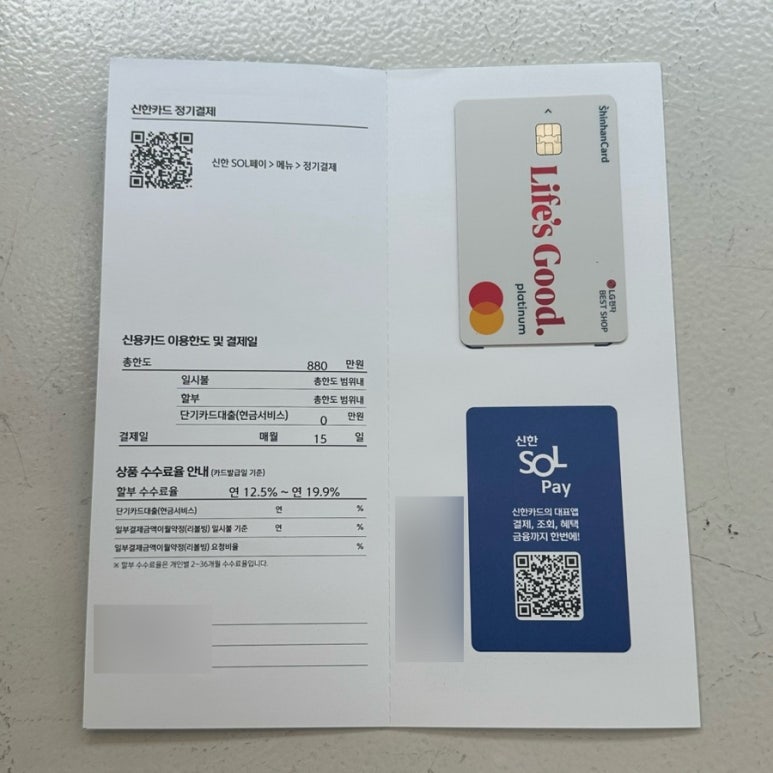 신한카드 정기결제
신한 SOL페이 > 메뉴 > 정기결제
신용카드 이용한도 및 결제일
총한도 880 만원
일시불 총한도 범위내
할부 총한도 범위내
단기카드대출(현금서비스) 0 만원
결제일 매월 15 일
상품 수수료율 안내 (카드발급일 기준)
할부 수수료율 연 12.5% ~ 연 19.9%
단기카드대출(현금서비스) 연 %
일부결제금액이월약정(리볼빙) 일시불 기준 연 %
일부결제금액이월약정(리볼빙) 요청비율 %
※ 할부 수수료율은 개인별 2~36개월 수수료율입니다.
ShinhanCard
Life's Good.
platinum
LG전자
BEST SHOP
신한
SOL
Pay
신한카드의 대표앱
결제, 조회, 혜택
금융까지 한번에!